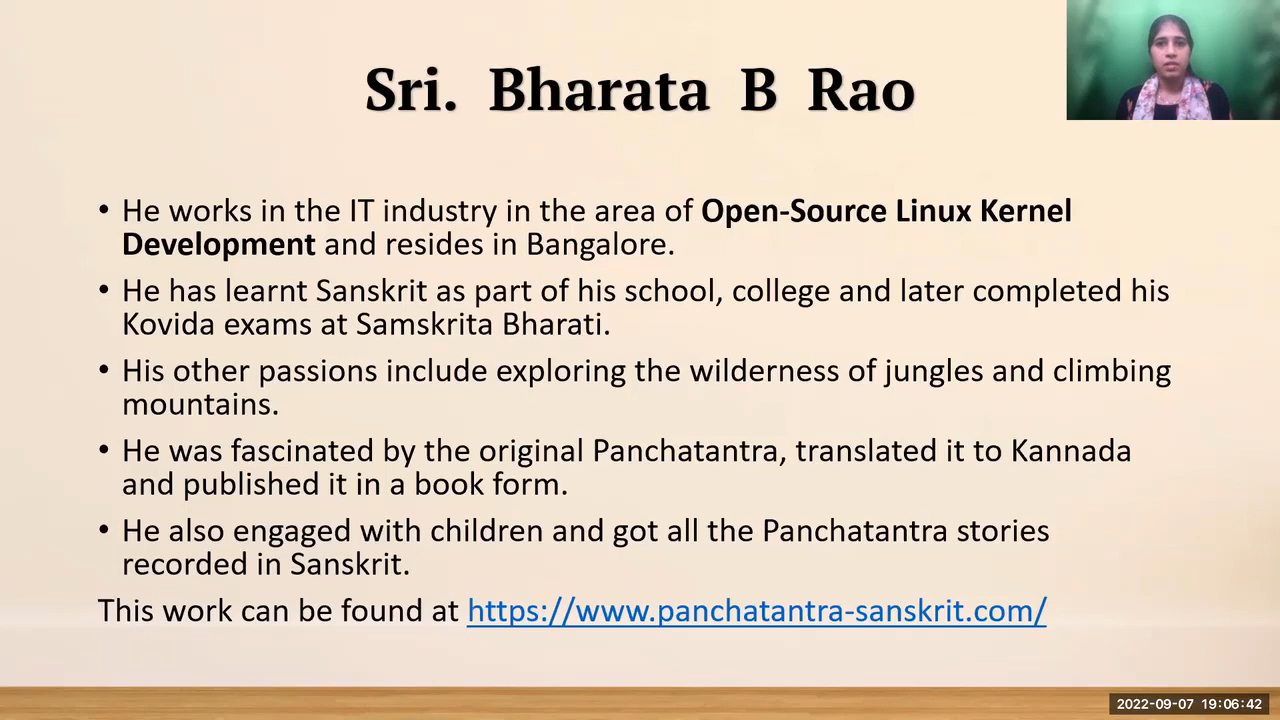 Sri. Bharata B Rao
• He works in the IT industry in the area of Open-Source Linux Kernel
Development and resides in Bangalore.
• He has learnt Sanskrit as part of his school, college and later completed his
Kovida exams at Samskrita Bharati.
• His other passions include exploring the wilderness of jungles and climbing
mountains.
• He was fascinated by the original Panchatantra, translated it to Kannada
and published it in a book form.
• He also engaged with children and got all the Panchatantra stories
recorded in Sanskrit.
This work can be found at https://www.panchatantra-sanskrit.com/
2022-09-07 19:06:42